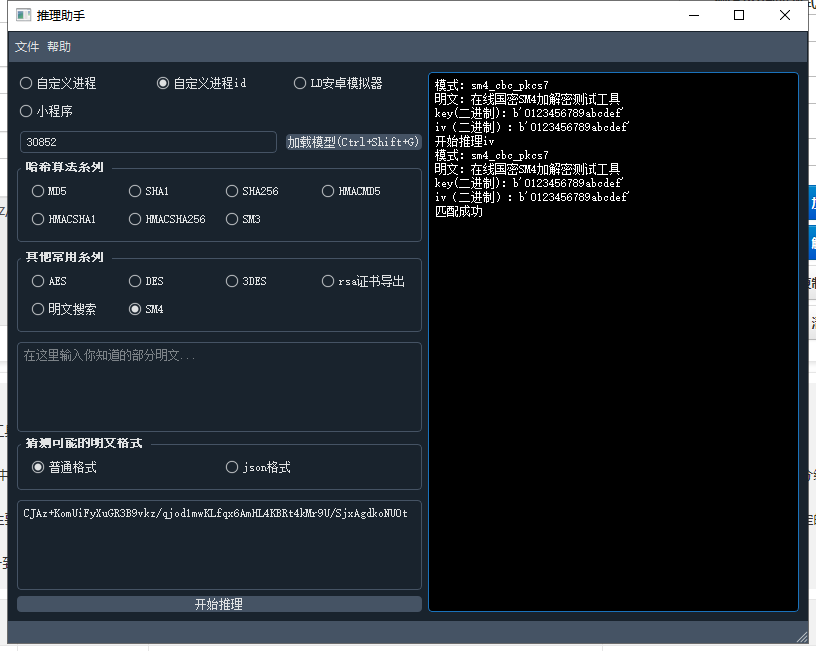 推理助手
文件 帮助
自定义进程 自定义进程id LD安卓模拟器
小程序
30852 加载模型(Ctrl+Shift+G)
哈希算法系列
MD5 SHA1 SHA256 HMACMD5
HMACSHA1 HMACSHA256 SM3
其他常用系列
AES DES 3DES rsa证书导出
明文搜索 SM4
在这里输入你知道的部分明文...
猜测可能的明文格式
普通格式 json格式
CJAz+KomUiFyXuGR3B9vkz/qjod1mwKLfqx6AmHL4KBRt4kMr9U/SjxAgdkoNUOt
开始推理
模式: sm4_cbc_pkcs7
明文: 在线国密SM4加解密测试工具
key(二进制): b'0123456789abcdef'
iv（二进制）: b'0123456789abcdef'
开始推理iv
模式: sm4_cbc_pkcs7
明文: 在线国密SM4加解密测试工具
key(二进制): b'0123456789abcdef'
iv（二进制）: b'0123456789abcdef'
匹配成功